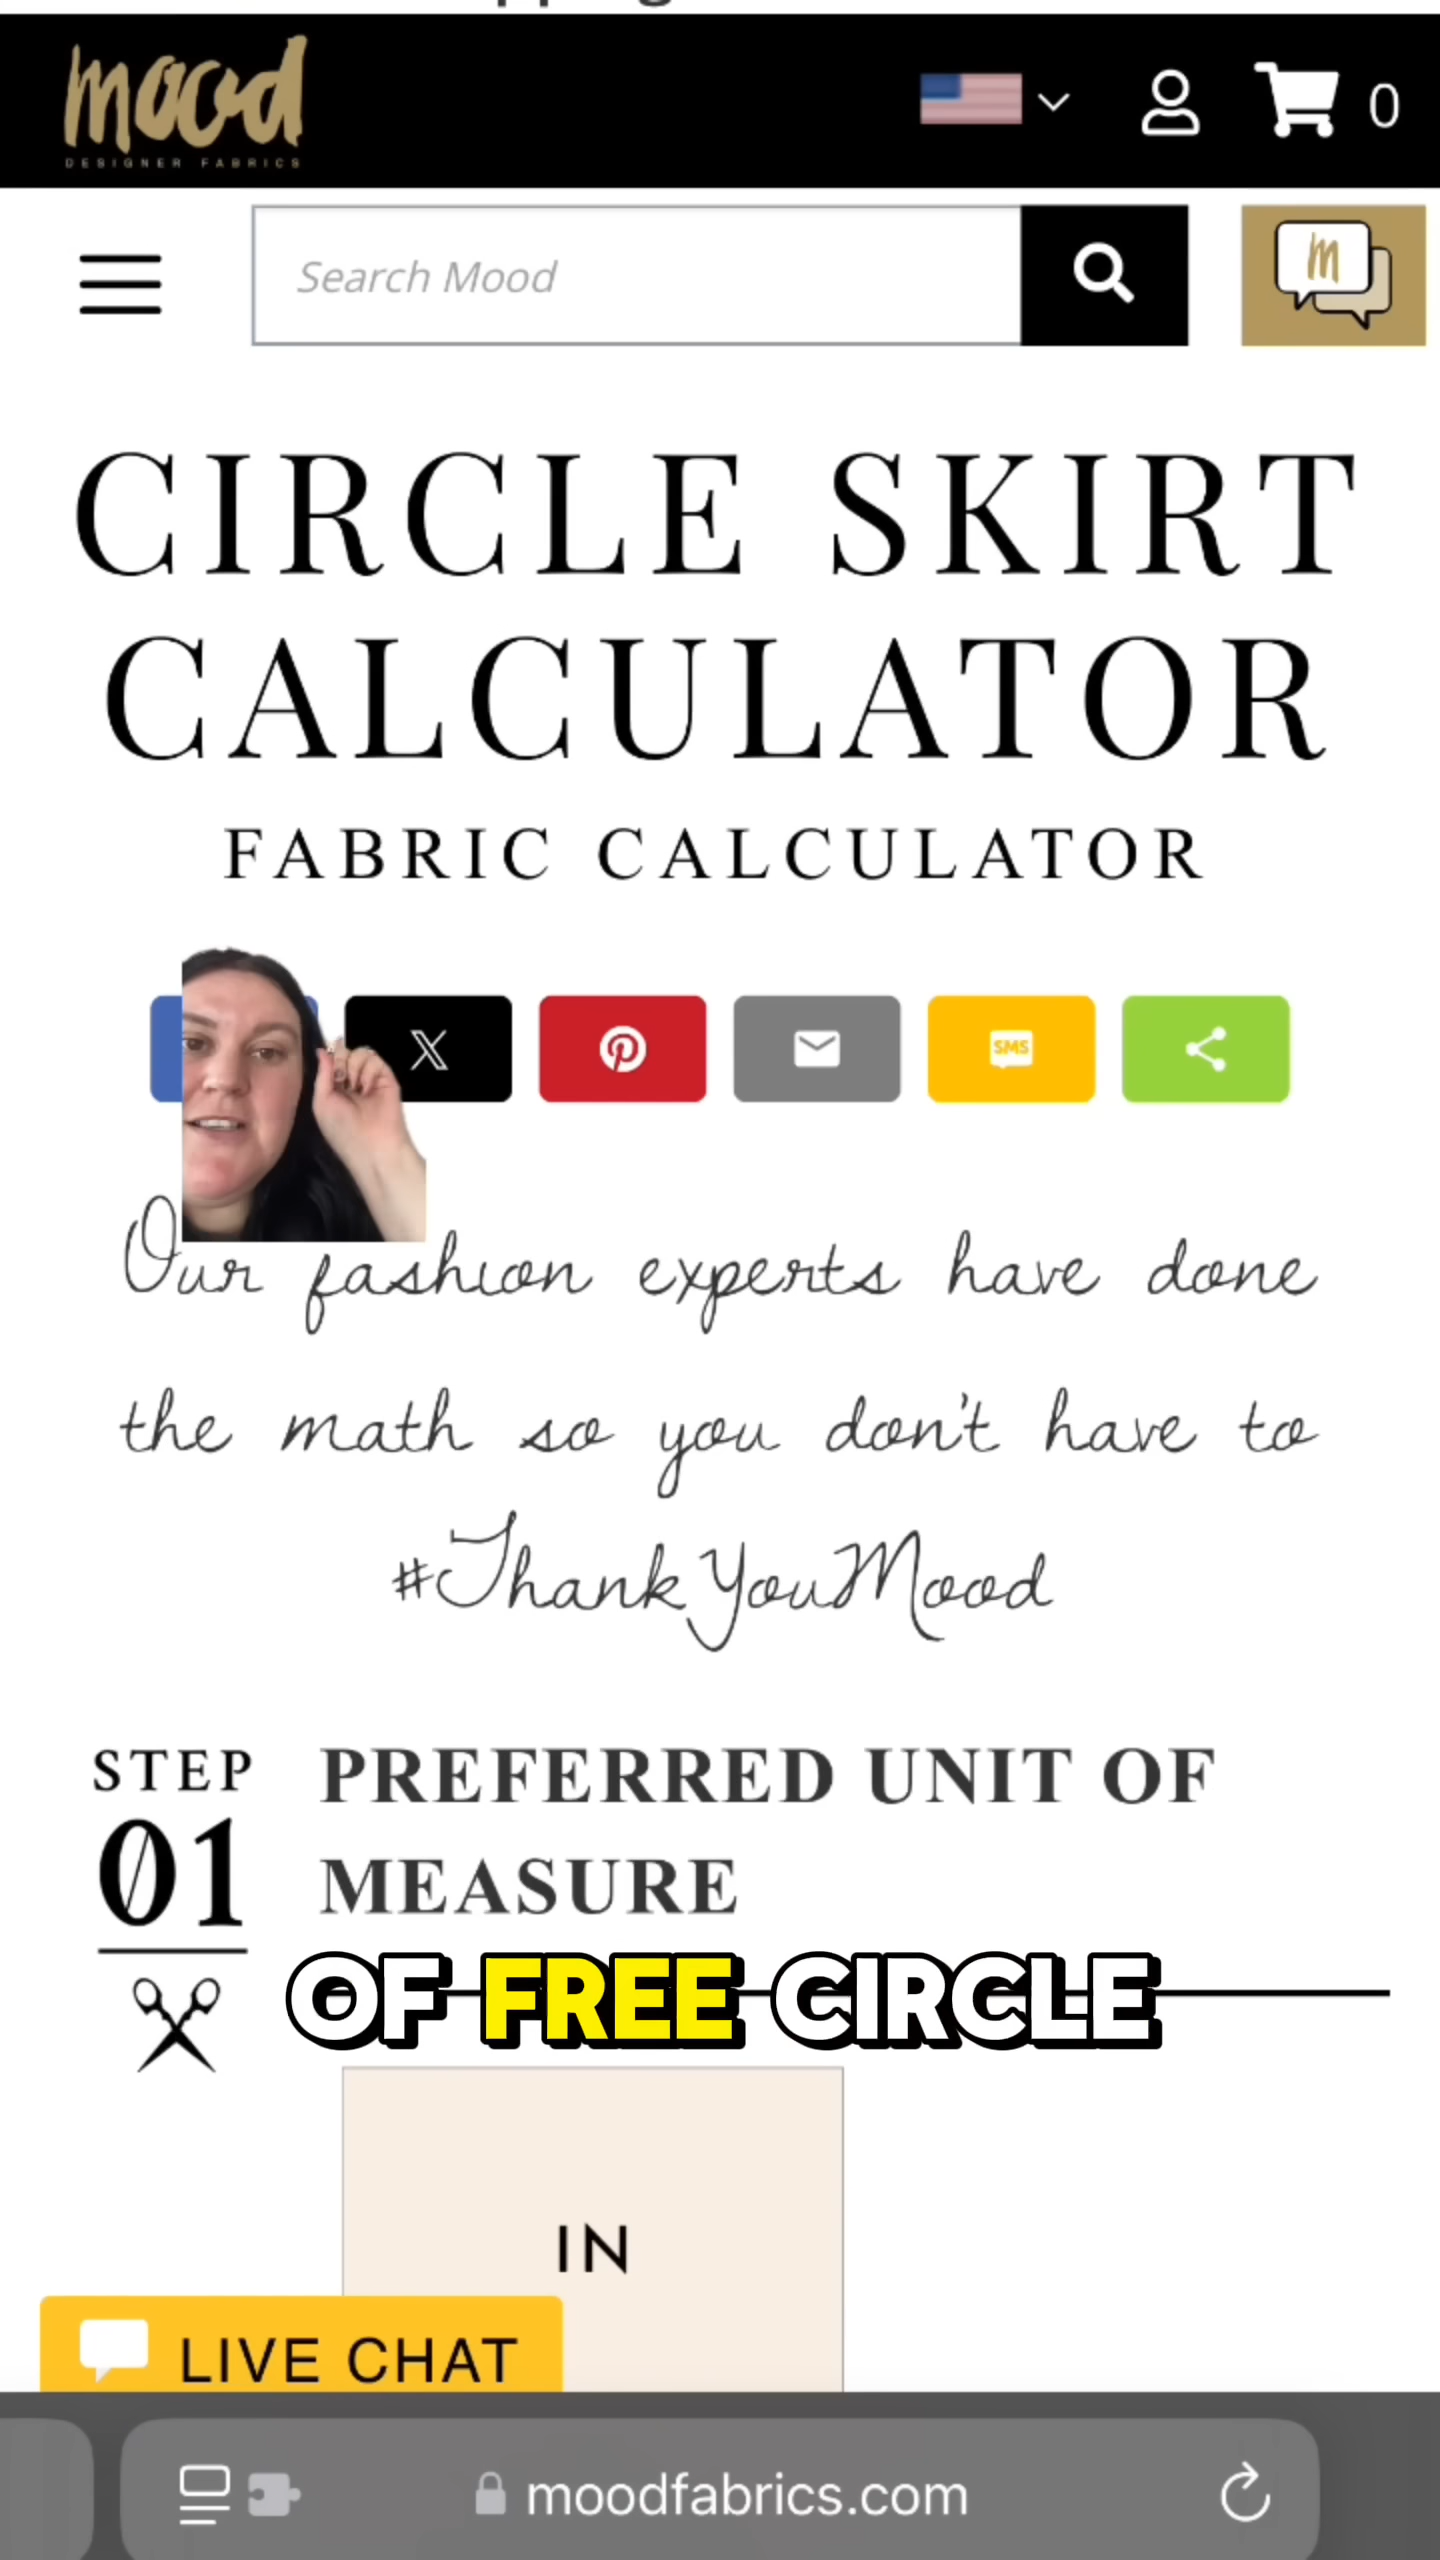 mood
DESIGNER FABRICS
0
Search Mood
m
CIRCLE SKIRT
CALCULATOR
FABRIC CALCULATOR
X
SMS
Our fashion experts have done
the math so you don't have to
#ThankYouMood
STEP
01
PREFERRED UNIT OF
MEASURE
OF FREE CIRCLE
IN
LIVE CHAT
moodfabrics.com